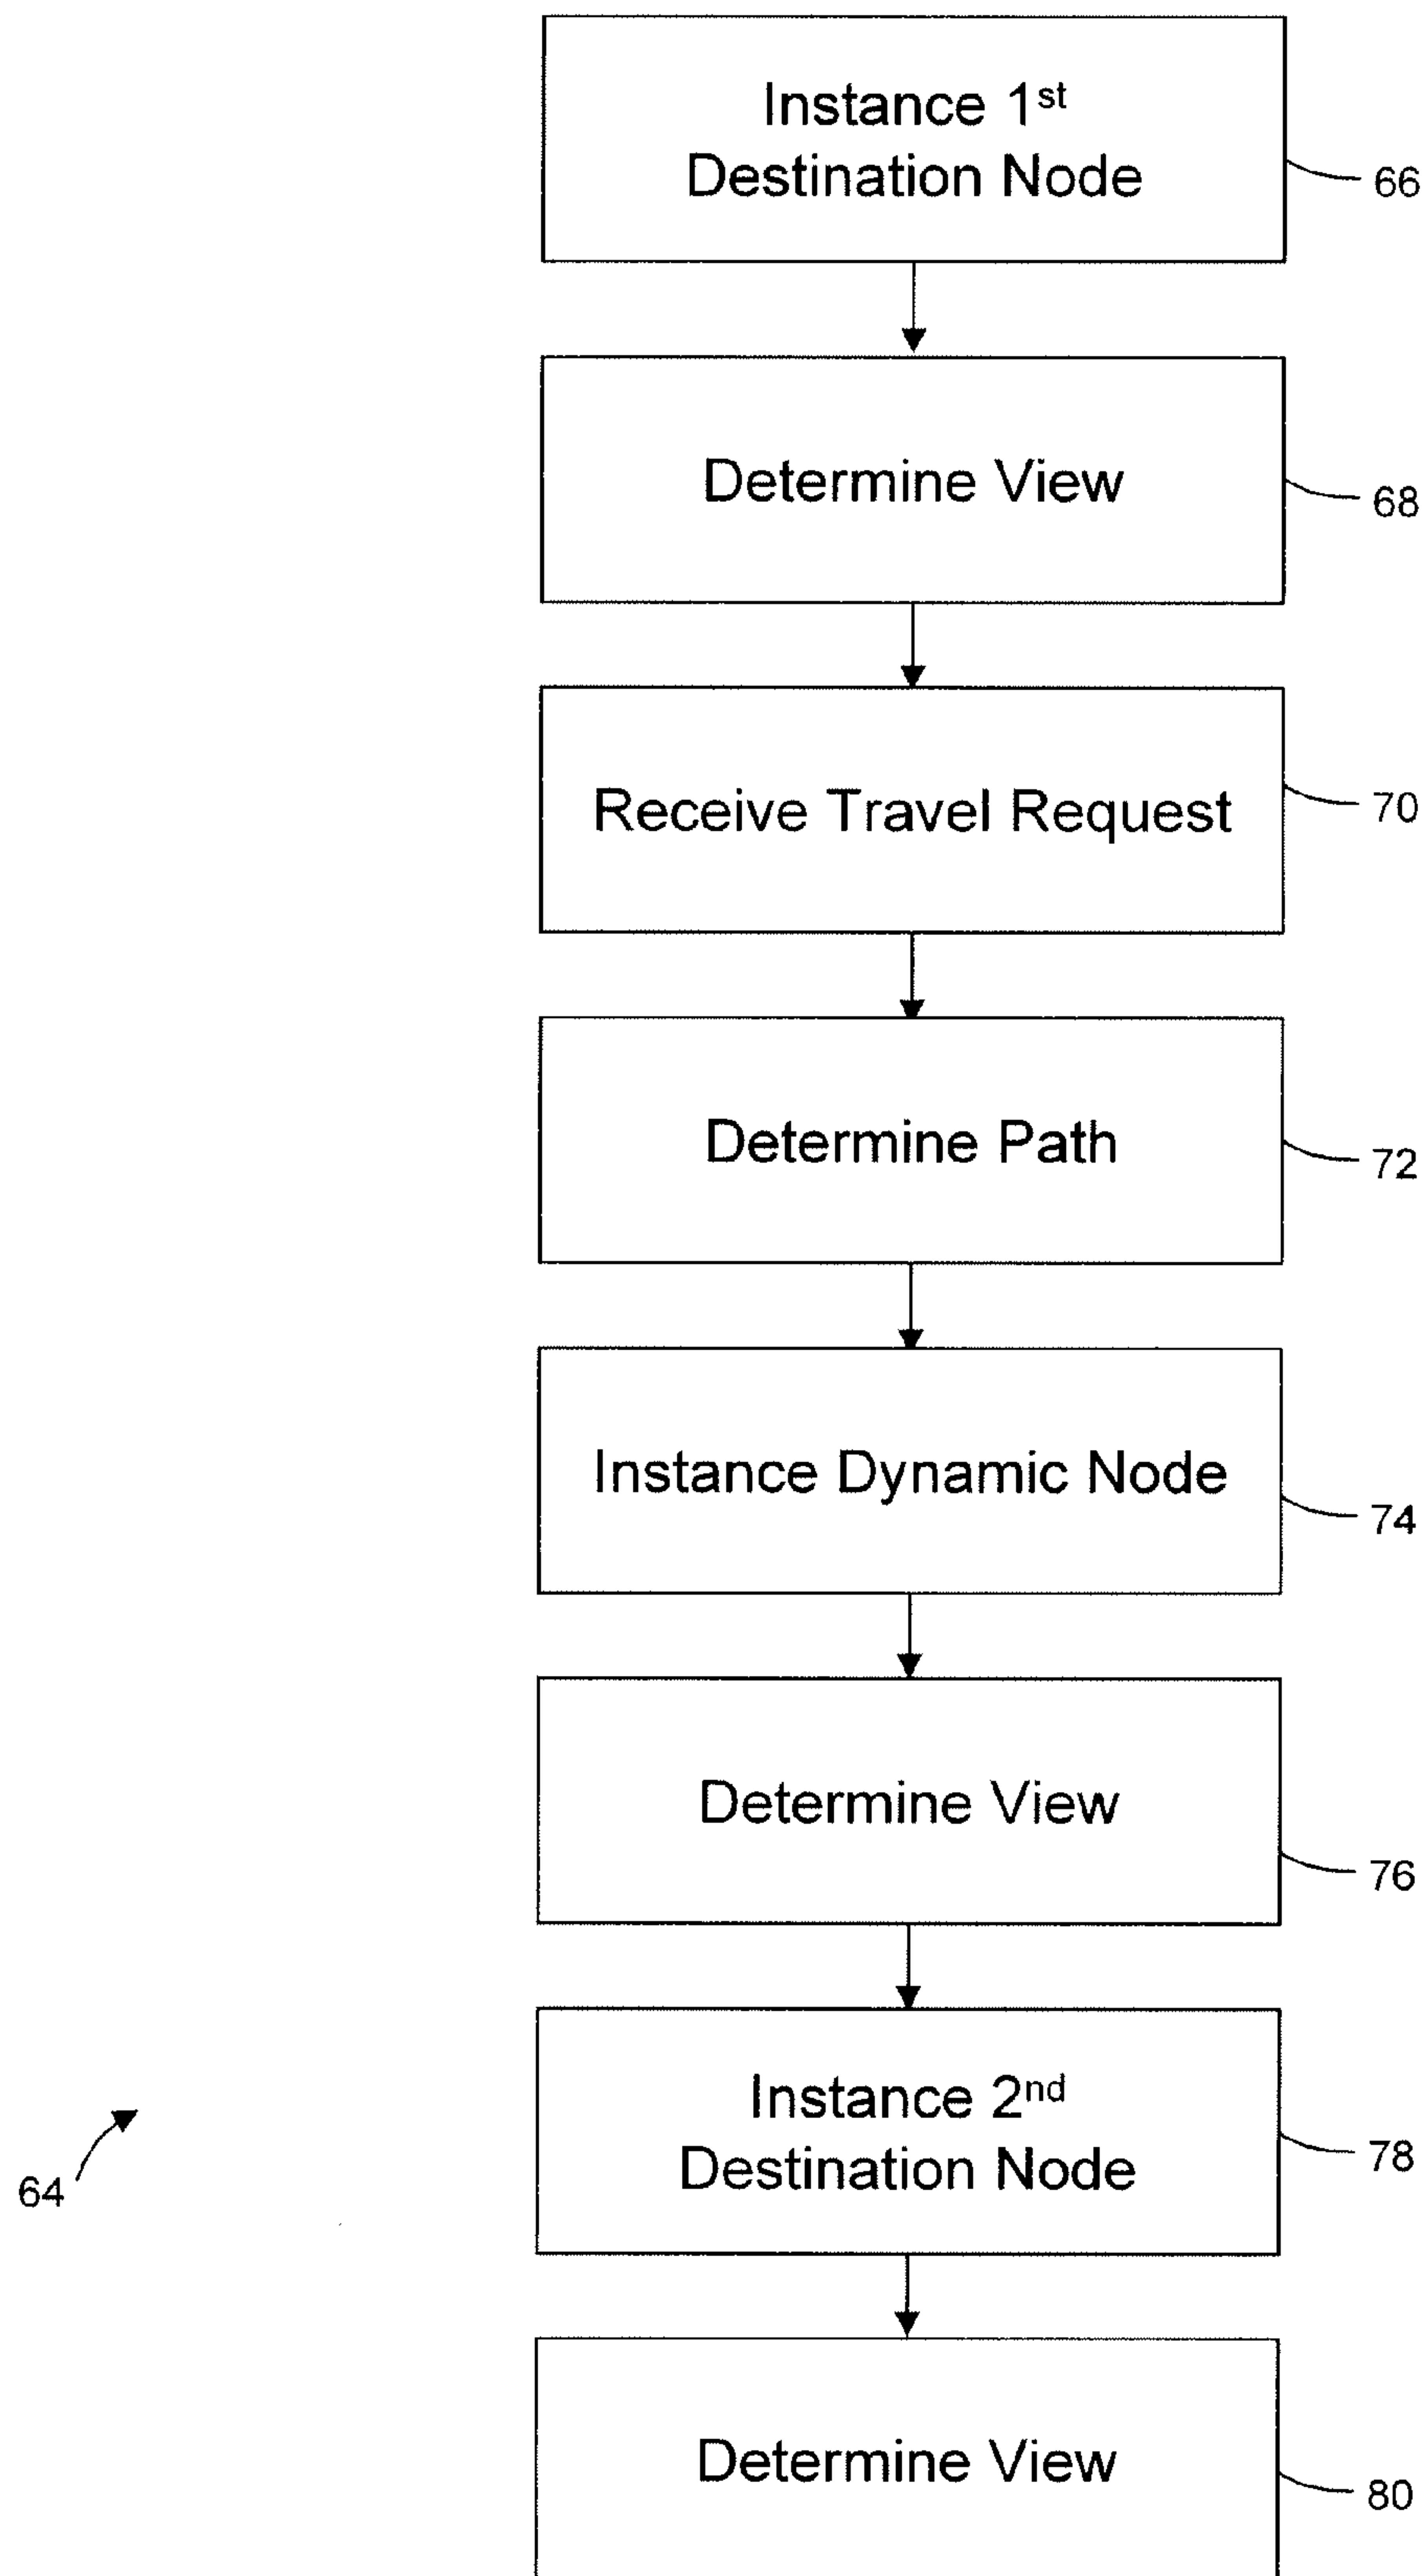 Instance 1st
Destination Node
66
Determine View
68
Receive Travel Request
70
Determine Path
72
Instance Dynamic Node
74
Determine View
76
Instance 2nd
Destination Node
78
64
Determine View
80